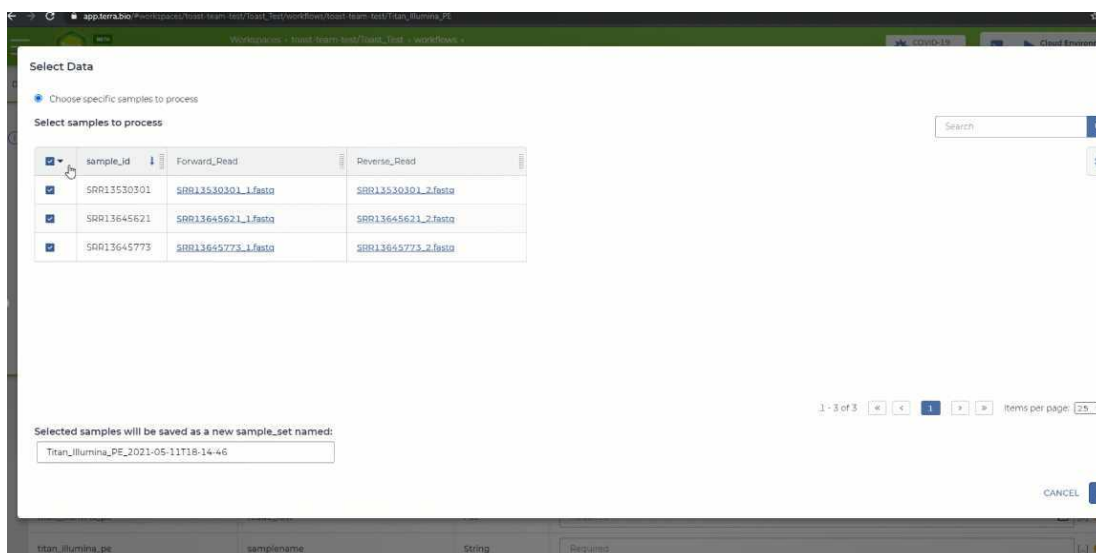 app.terra.bio/#workspaces/toast-team-test/Toast_Test/workflows/toast-team-test/Titan_Illumina_PE
BETA
Workspaces › toast-team-test/Toast_Test › workflows ›
COVID-19
Cloud Environ
Select Data
Choose specific samples to process
Select samples to process
Search
sample_id Forward_Read Reverse_Read
SRR13530301 SRR13530301_1.fastq SRR13530301_2.fastq
SRR13645621 SRR13645621_1.fastq SRR13645621_2.fastq
SRR13645773 SRR13645773_1.fastq SRR13645773_2.fastq
1 - 3 of 3 « ‹ 1 › » Items per page: 25
Selected samples will be saved as a new sample_set named:
Titan_Illumina_PE_2021-05-11T18-14-46
CANCEL
titan_illumina_pe samplename String Required